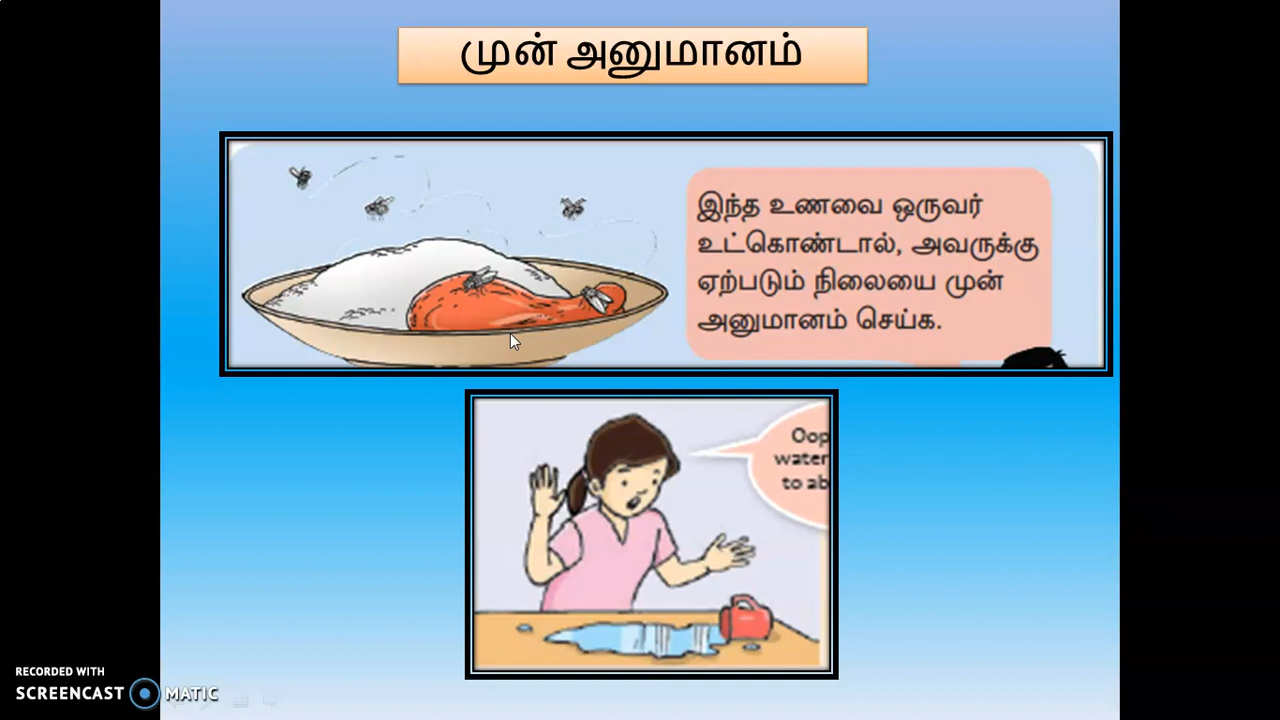 முன் அனுமானம்
இந்த உணவை ஒருவர்
உட்கொண்டால், அவருக்கு
ஏற்படும் நிலையை முன்
அனுமானம் செய்க.
Oop
water
to ab
RECORDED WITH
SCREENCAST MATIC